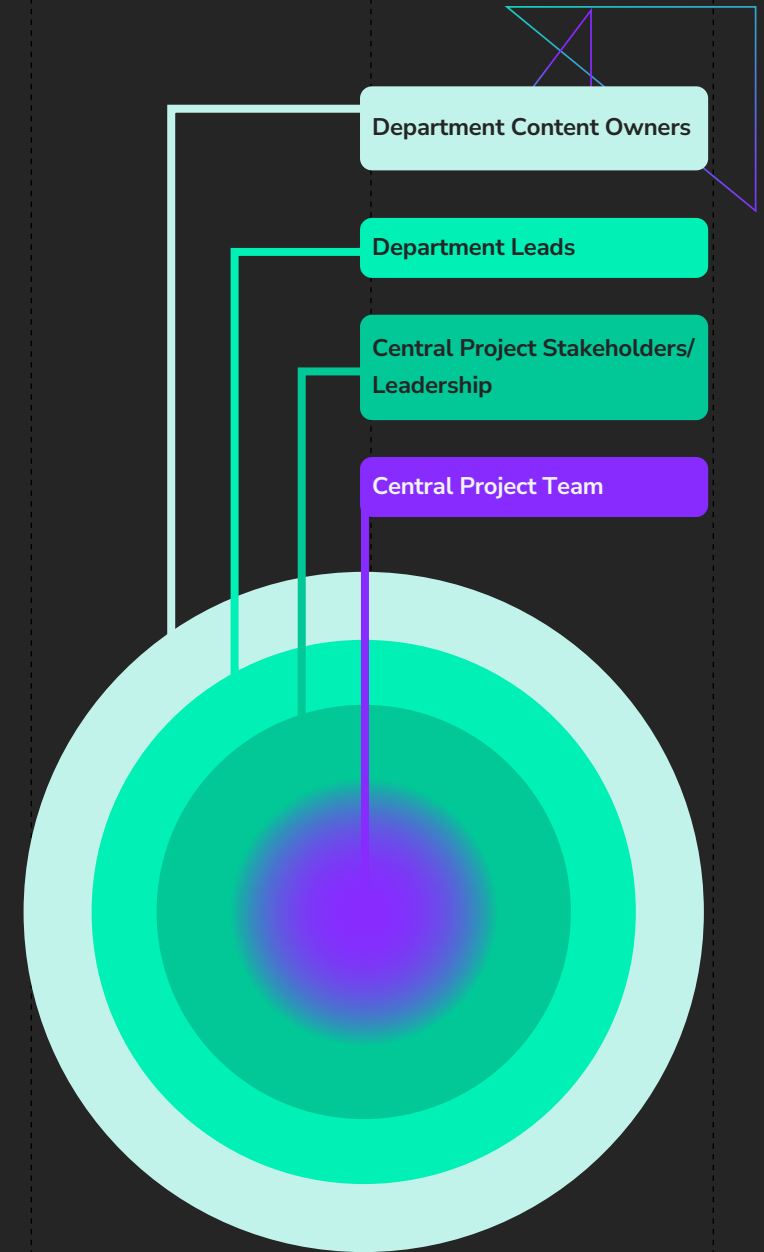 Department Content Owners
Department Leads
Central Project Stakeholders/
Leadership
Central Project Team